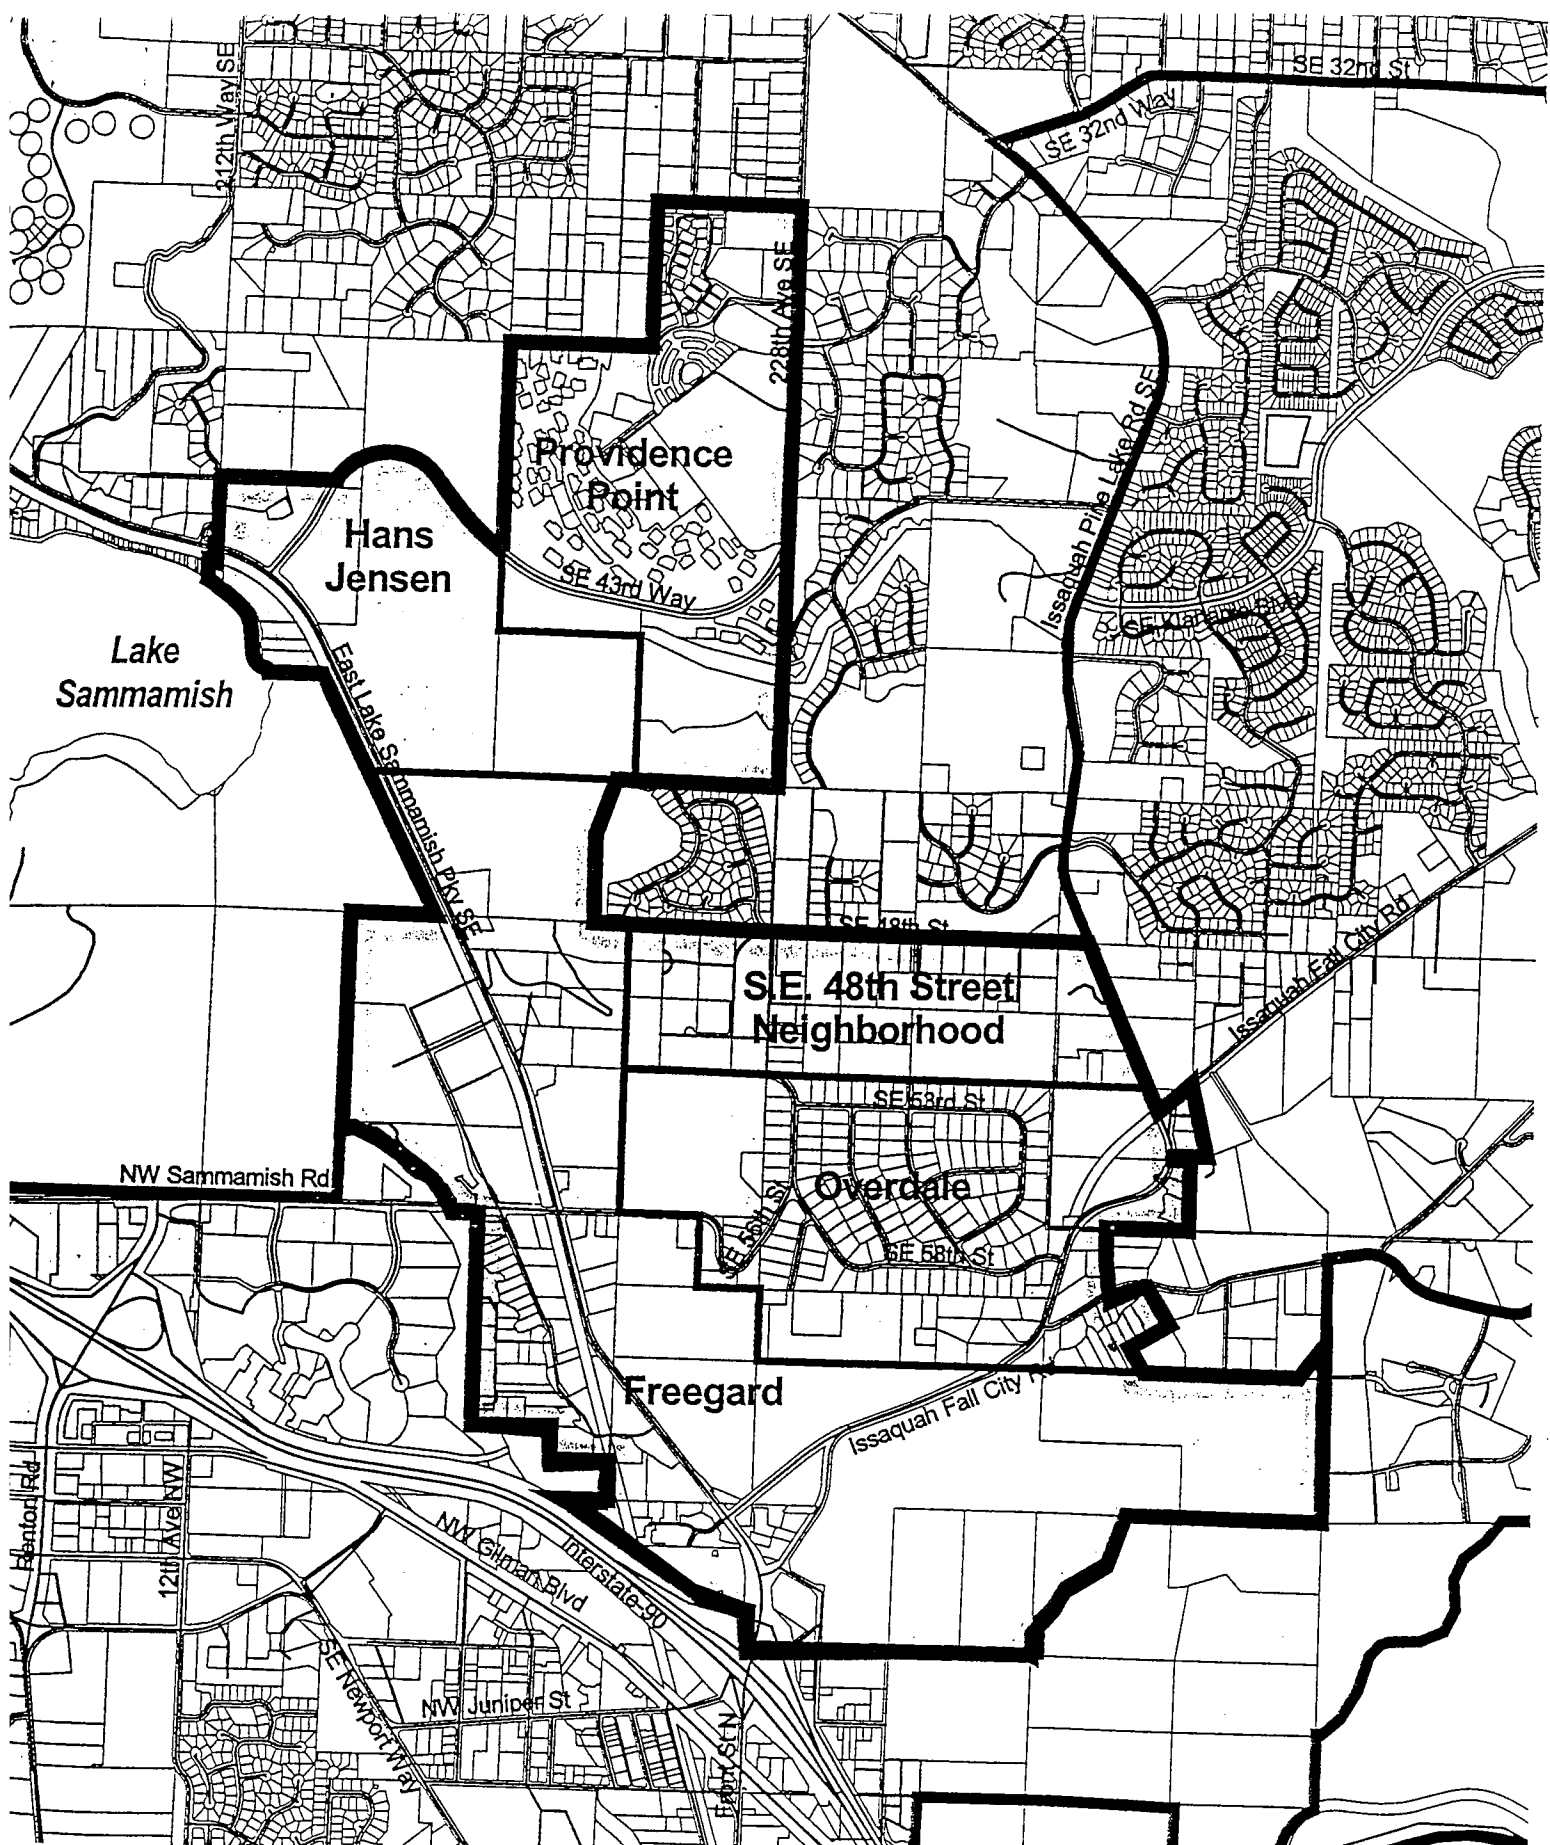 SE 32nd St
212th Way SE
SE 32nd Way
228th Ave SE
Providence
Point
Hans
Jensen
SE 43rd Way
Issaquah Pine Lake Rd SE
SE Klahanie Blvd
Lake
Sammamish
East Lake Sammamish Pky SE
SE 48th St
Issaquah Fall City Rd
S.E. 48th Street
Neighborhood
SE 53rd St
NW Sammamish Rd
Overdale
SE 56th St
SE 58th St
Freegard
Issaquah Fall City Rd
Renton Rd
12th Ave NW
NW Gilman Blvd
Interstate-90
SE Newport Way
NW Juniper St
Front St N